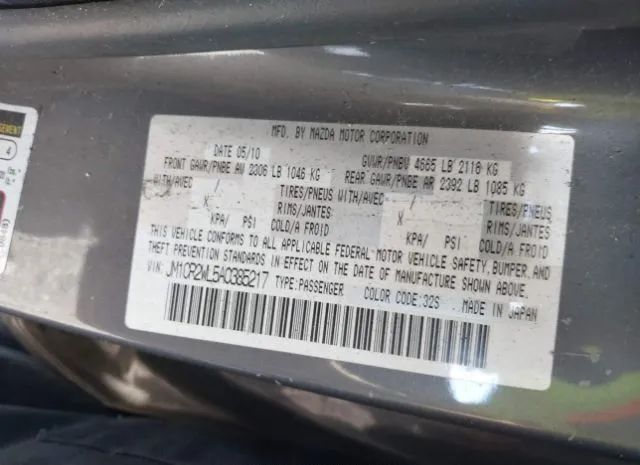 GEMENT
4
MFD. BY MAZDA MOTOR CORPORATION
DATE 05/10 GVWR/PNBV 4665 LB 2116 KG
FRONT GAWR/PNBE AV 2306 LB 1046 KG REAR GAWR/PNBE AR 2392 LB 1085 KG
WITH/AVEC / TIRES/PNEUS WITH/AVEC / TIRES/PNEUS
X RIMS/JANTES X RIMS/JANTES
KPA/ PSI COLD/A FROID KPA/ PSI COLD/A FROID
THIS VEHICLE CONFORMS TO ALL APPLICABLE FEDERAL MOTOR VEHICLE SAFETY, BUMPER, AND
THEFT PREVENTION STANDARDS IN EFFECT ON THE DATE OF MANUFACTURE SHOWN ABOVE.
VIN: JM1CR2WL5A0385217 TYPE:PASSENGER COLOR CODE:32S MADE IN JAPAN